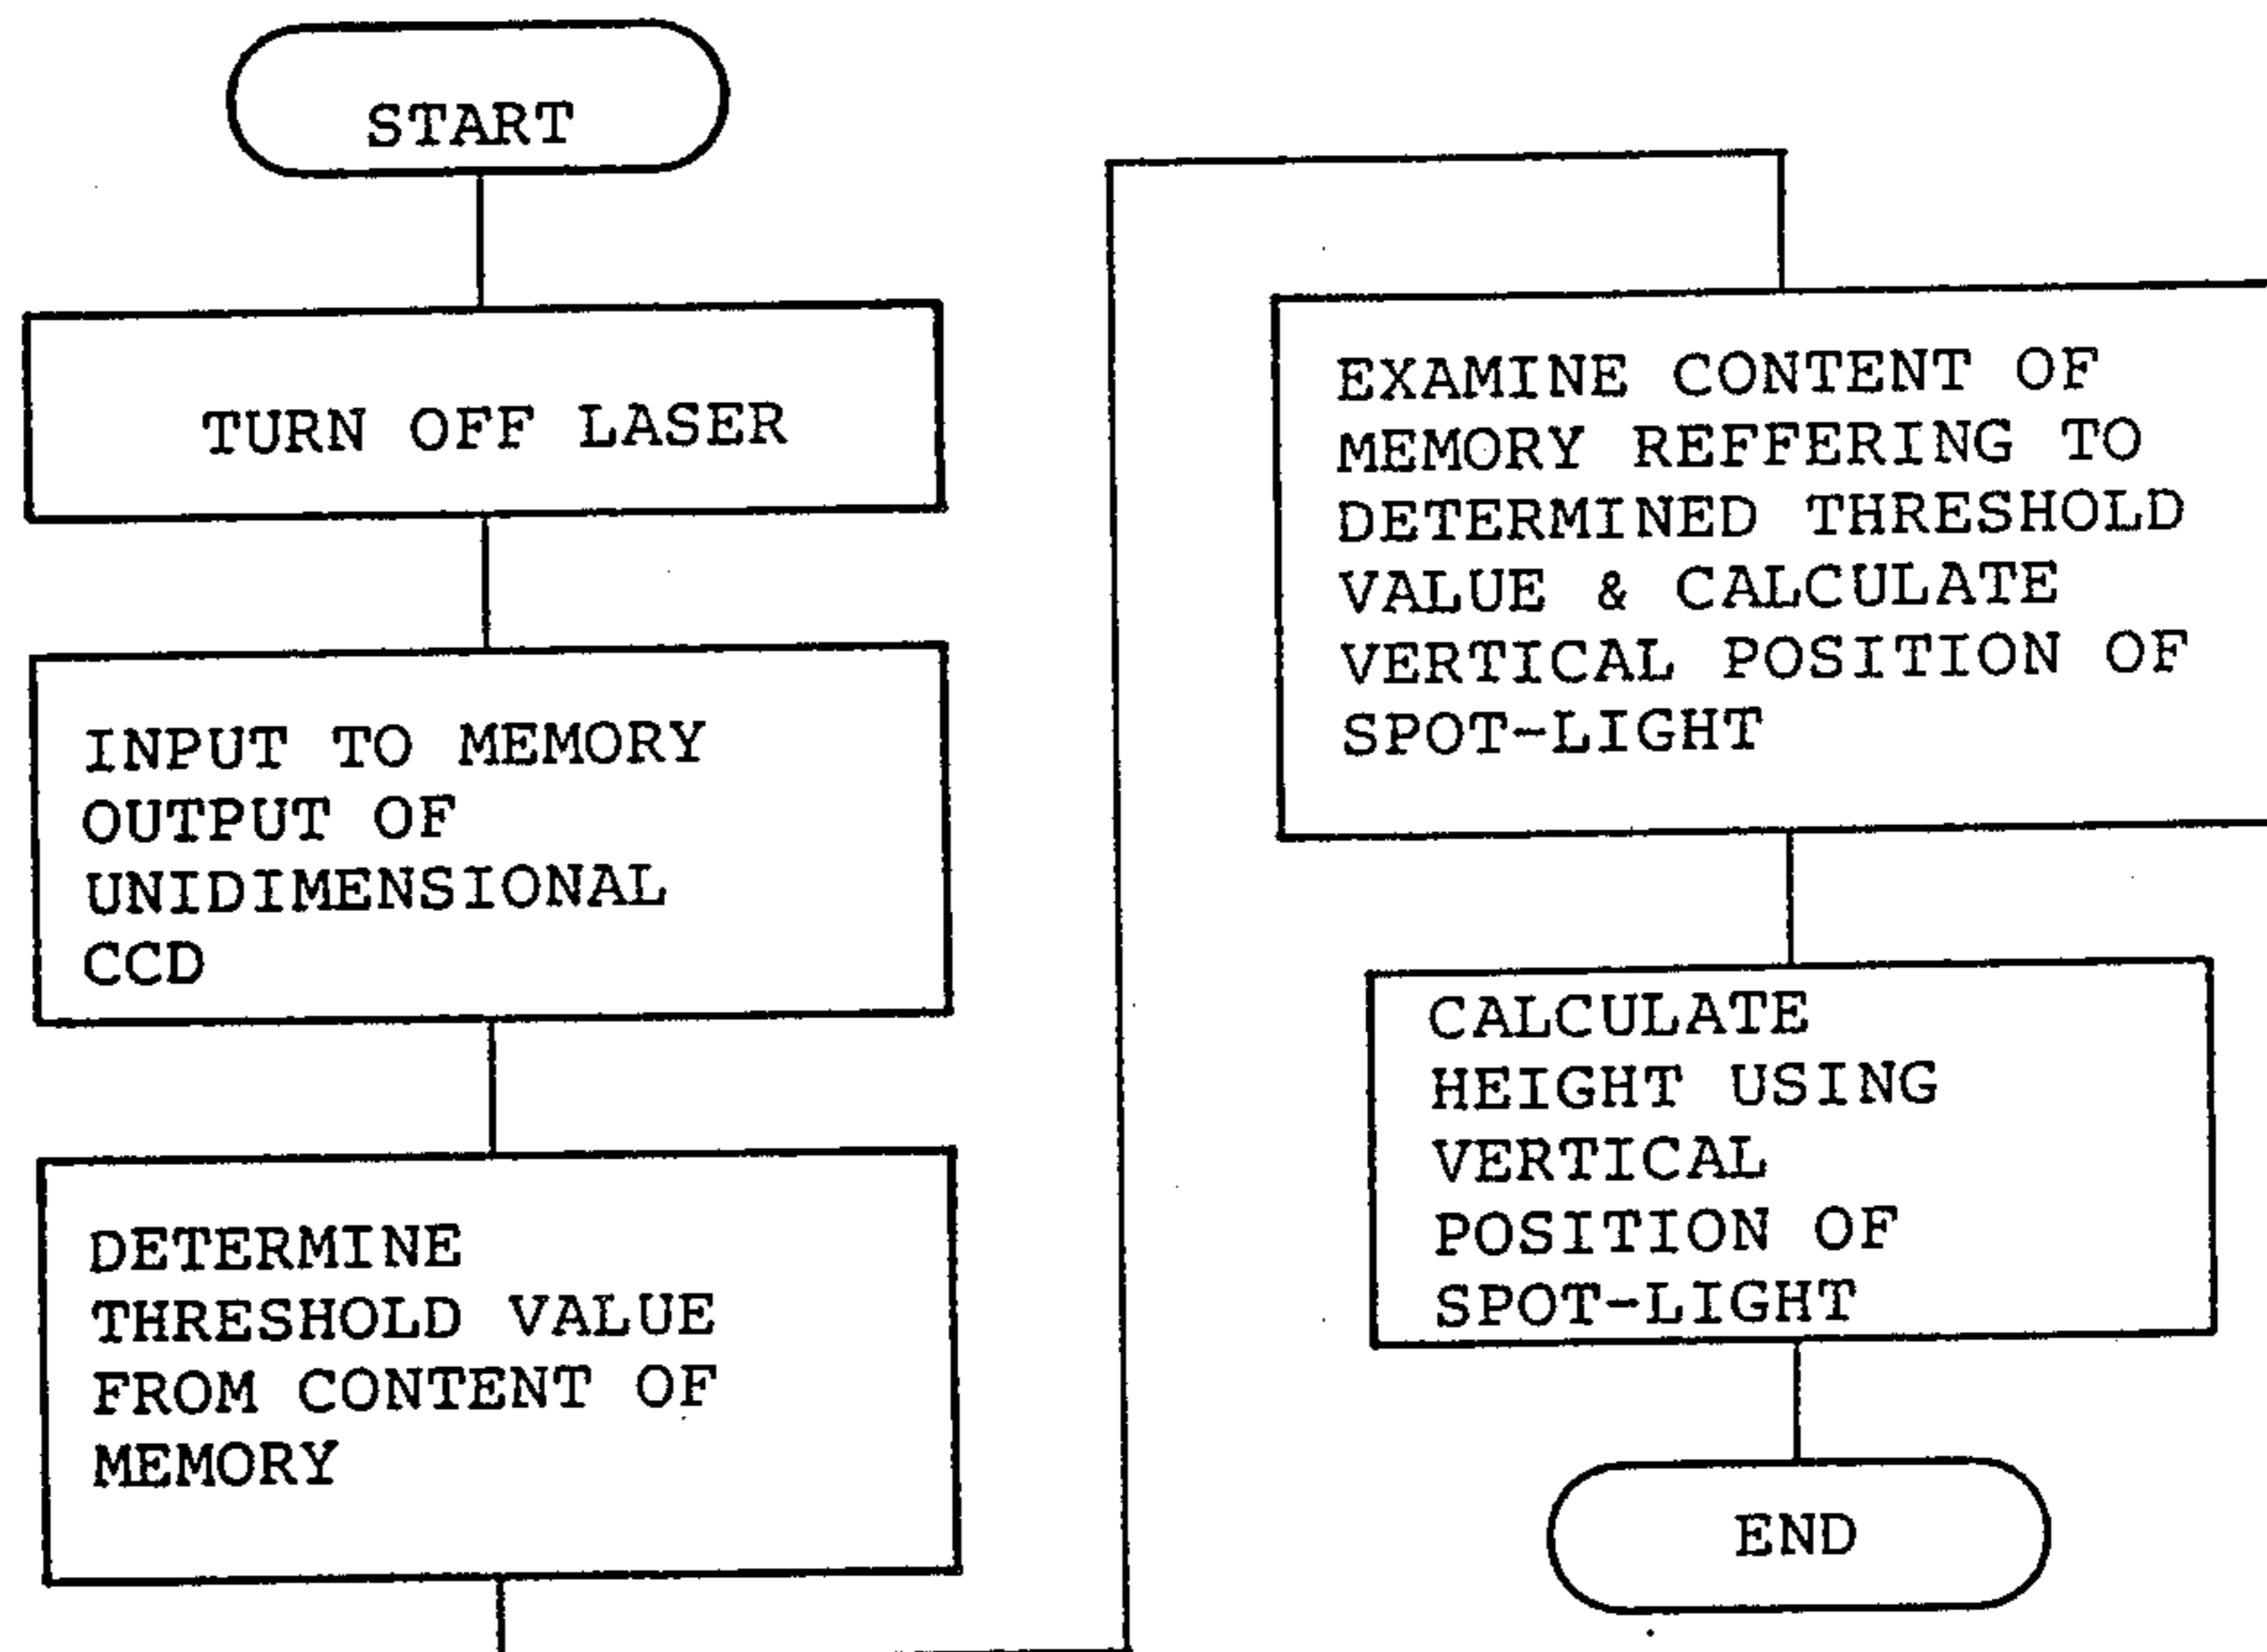 START
TURN OFF LASER
INPUT TO MEMORY
OUTPUT OF
UNIDIMENSIONAL
CCD
DETERMINE
THRESHOLD VALUE
FROM CONTENT OF
MEMORY
EXAMINE CONTENT OF
MEMORY REFFERING TO
DETERMINED THRESHOLD
VALUE & CALCULATE
VERTICAL POSITION OF
SPOT-LIGHT
CALCULATE
HEIGHT USING
VERTICAL
POSITION OF
SPOT-LIGHT
END